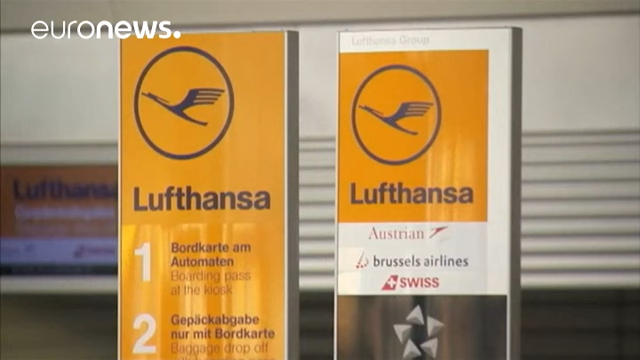 euronews.
Lufthansa
1 Bordkarte am
Automaten
Boarding pass
at the kiosk
2 Gepäckabgabe
nur mit Bordkarte
Baggage drop off
Lufthansa Group
Lufthansa
Austrian
brussels airlines
SWISS
Lufthansa